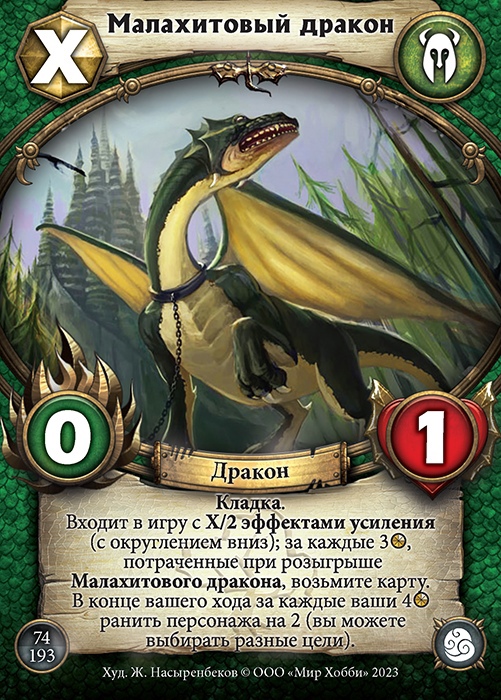 Малахитовый дракон
X
0
1
Дракон
Кладка.
Входит в игру с X/2 эффектами усиления
(с округлением вниз); за каждые 3,
потраченные при розыгрыше
Малахитового дракона, возьмите карту.
В конце вашего хода за каждые ваши 4
ранить персонажа на 2 (вы можете
выбирать разные цели).
74
193
Худ. Ж. Насыренбеков © ООО «Мир Хобби» 2023